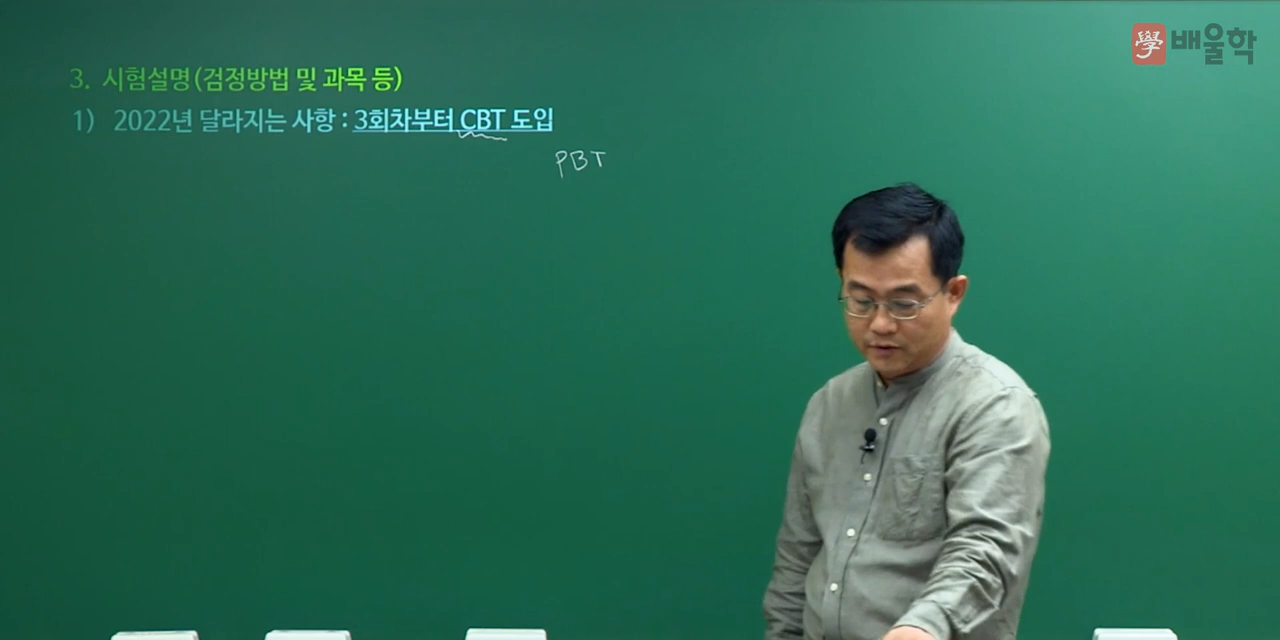 學 배울학
3. 시험설명(검정방법 및 과목 등)
1) 2022년 달라지는 사항 : 3회차부터 CBT 도입
PBT